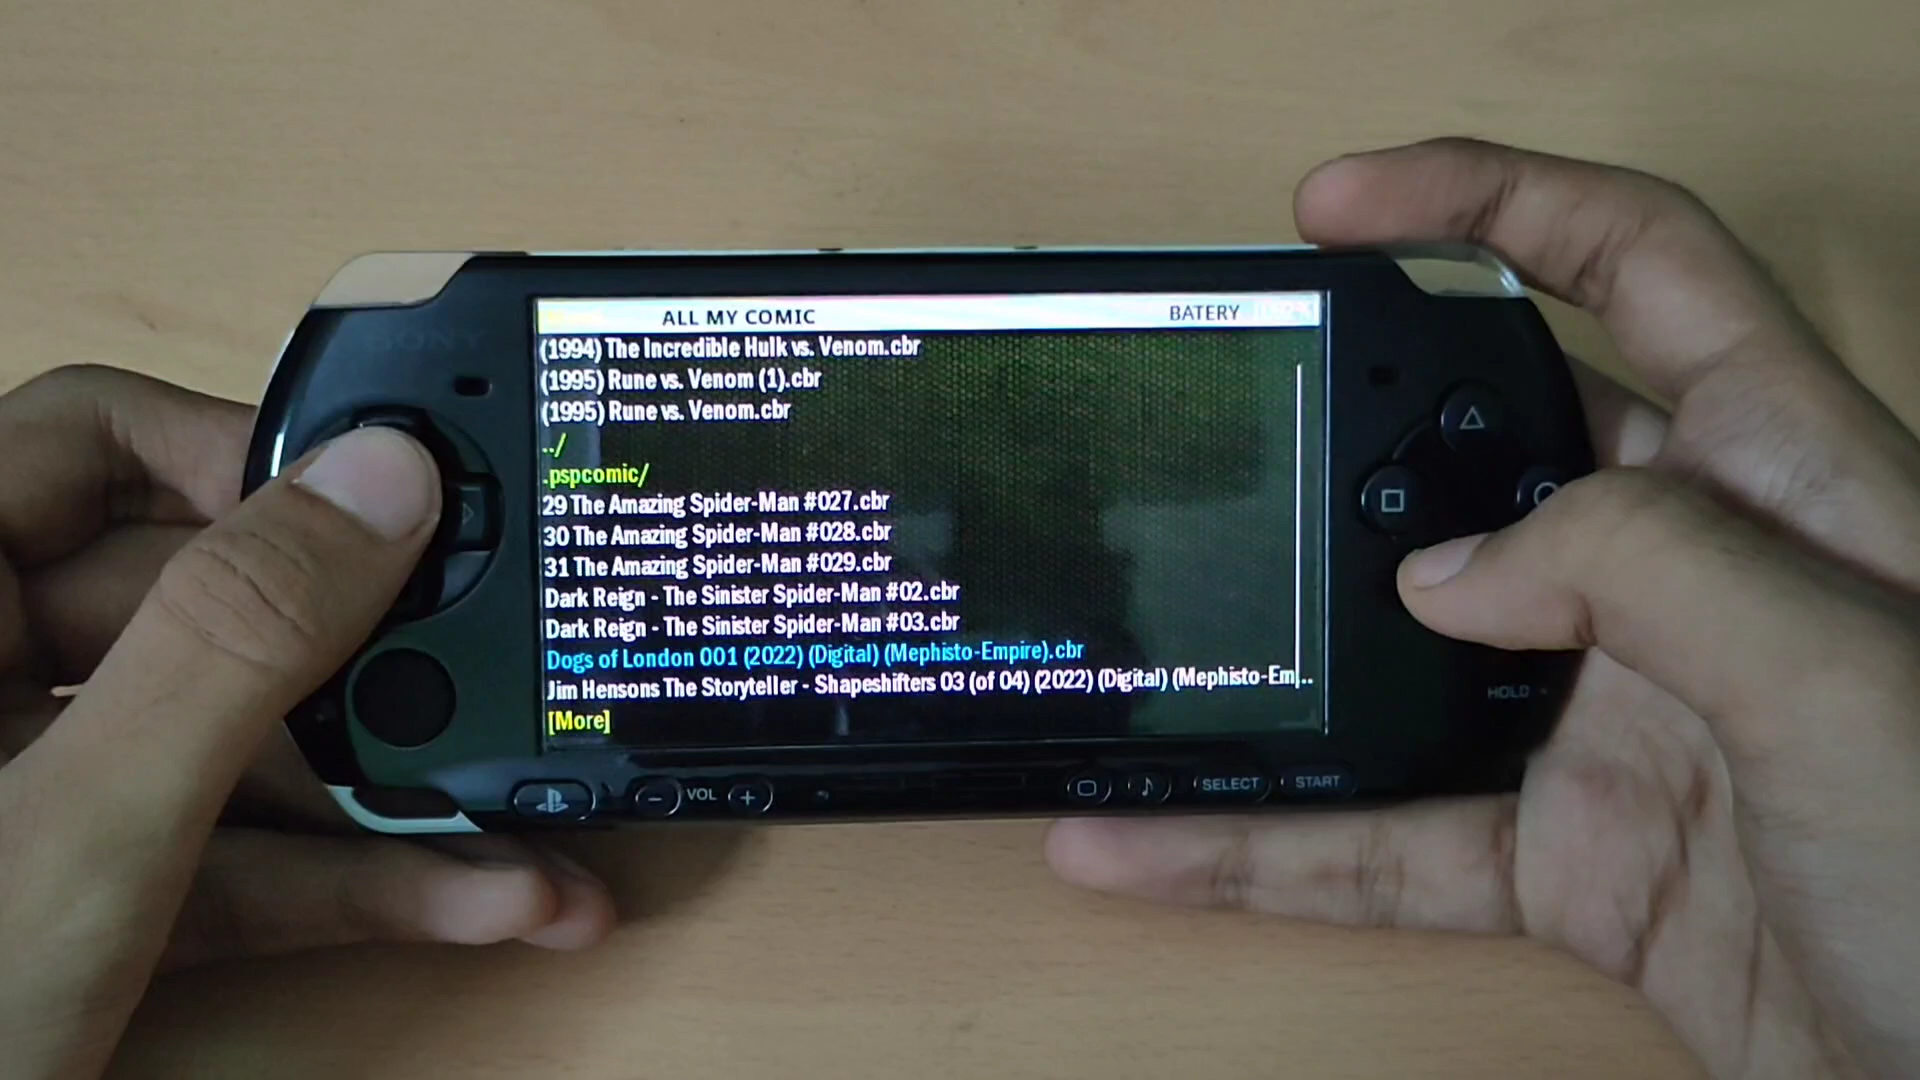 SONY
ALL MY COMIC BATERY
(1994) The Incredible Hulk vs. Venom.cbr
(1995) Rune vs. Venom (1).cbr
(1995) Rune vs. Venom.cbr
../
.pspcomic/
29 The Amazing Spider-Man #027.cbr
30 The Amazing Spider-Man #028.cbr
31 The Amazing Spider-Man #029.cbr
Dark Reign - The Sinister Spider-Man #02.cbr
Dark Reign - The Sinister Spider-Man #03.cbr
Dogs of London 001 (2022) (Digital) (Mephisto-Empire).cbr
Jim Hensons The Storyteller - Shapeshifters 03 (of 04) (2022) (Digital) (Mephisto-Em...
[More]
HOLD
- VOL + SELECT START